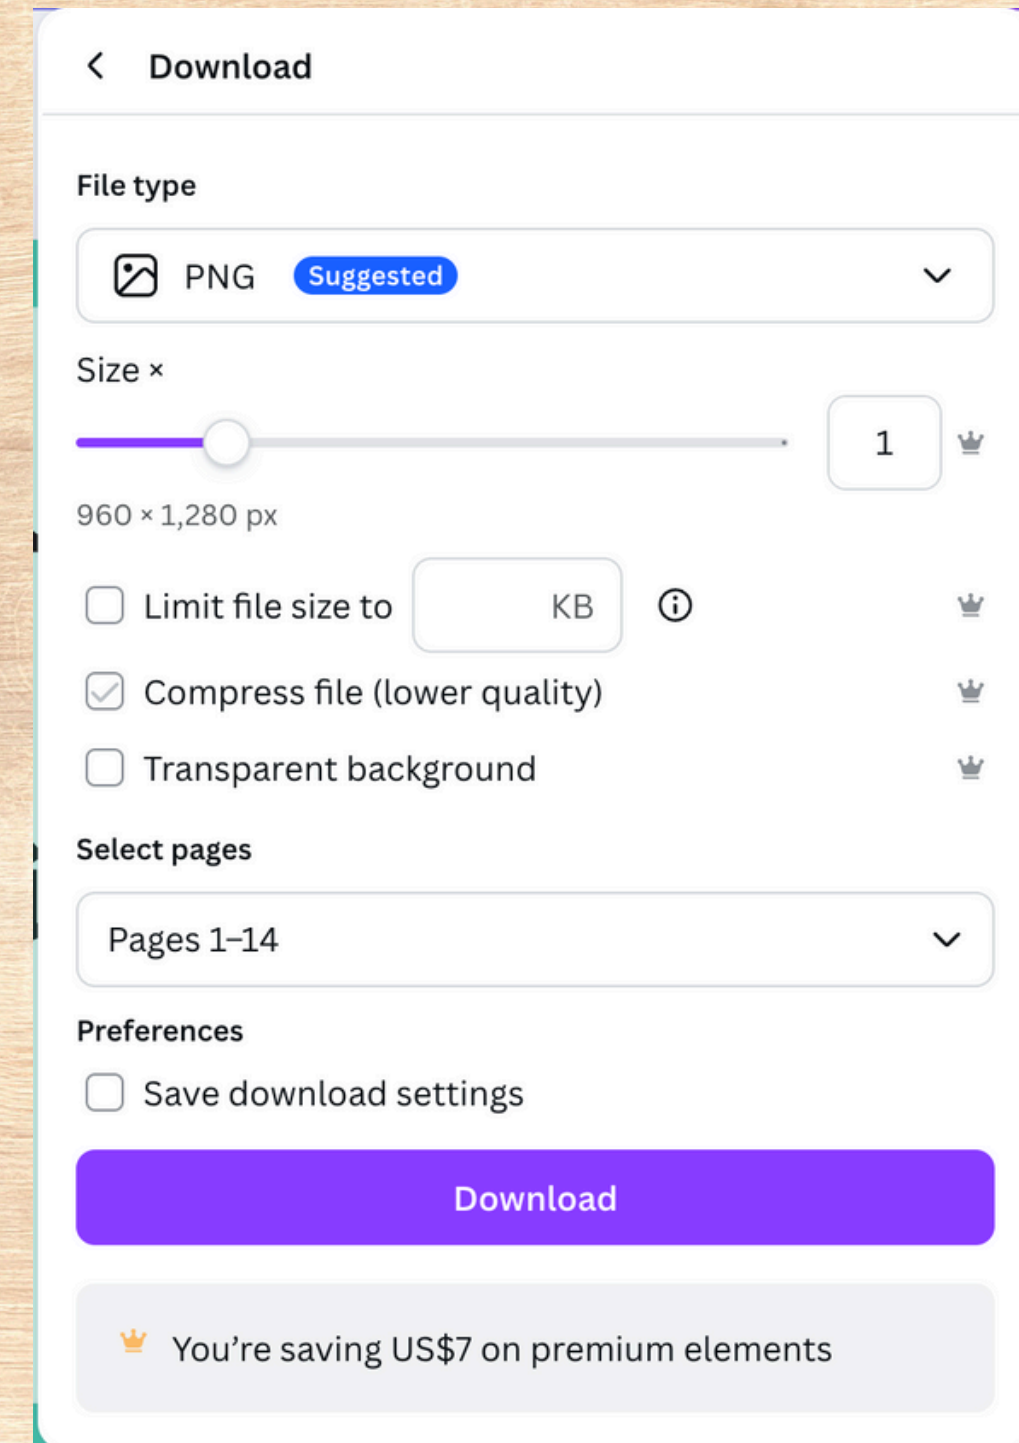 Download
File type
PNG Suggested
Size ×
1
960 × 1,280 px
Limit file size to KB
Compress file (lower quality)
Transparent background
Select pages
Pages 1–14
Preferences
Save download settings
Download
You’re saving US$7 on premium elements